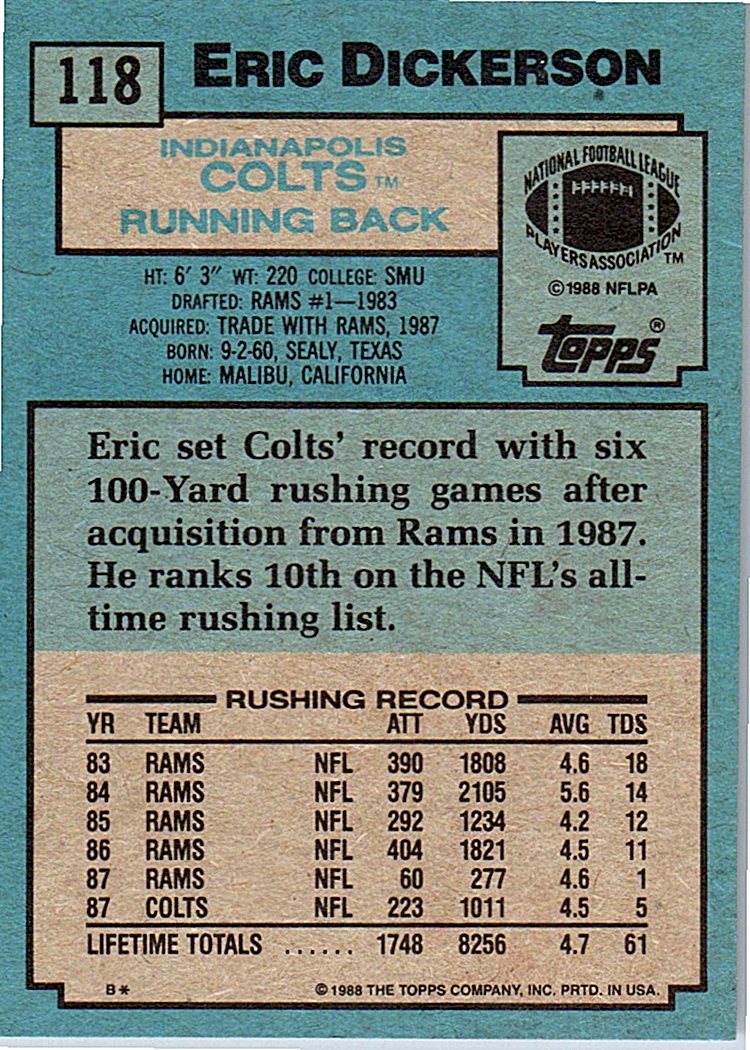 118
ERIC DICKERSON
INDIANAPOLIS
COLTS™
RUNNING BACK
NATIONAL FOOTBALL LEAGUE
PLAYERS ASSOCIATION™
©1988 NFLPA
TOPPS®
HT: 6' 3" WT: 220 COLLEGE: SMU
DRAFTED: RAMS #1—1983
ACQUIRED: TRADE WITH RAMS, 1987
BORN: 9-2-60, SEALY, TEXAS
HOME: MALIBU, CALIFORNIA
Eric set Colts' record with six
100-Yard rushing games after
acquisition from Rams in 1987.
He ranks 10th on the NFL's all-
time rushing list.
RUSHING RECORD
YR TEAM ATT YDS AVG TDS
83 RAMS NFL 390 1808 4.6 18
84 RAMS NFL 379 2105 5.6 14
85 RAMS NFL 292 1234 4.2 12
86 RAMS NFL 404 1821 4.5 11
87 RAMS NFL 60 277 4.6 1
87 COLTS NFL 223 1011 4.5 5
LIFETIME TOTALS ...... 1748 8256 4.7 61
B* ©1988 THE TOPPS COMPANY, INC. PRTD. IN USA.